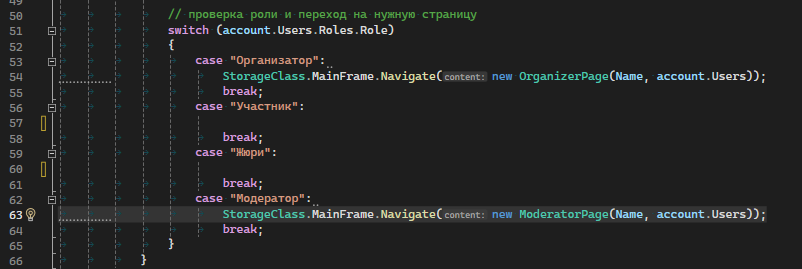 49
50 // проверка роли и переход на нужную страницу
51 switch (account.Users.Roles.Role)
52 {
53 case "Организатор":
54 StorageClass.MainFrame.Navigate(content: new OrganizerPage(Name, account.Users));
55 break;
56 case "Участник":
57
58 break;
59 case "Жюри":
60
61 break;
62 case "Модератор":
63 StorageClass.MainFrame.Navigate(content: new ModeratorPage(Name, account.Users));
64 break;
65 }
66 }